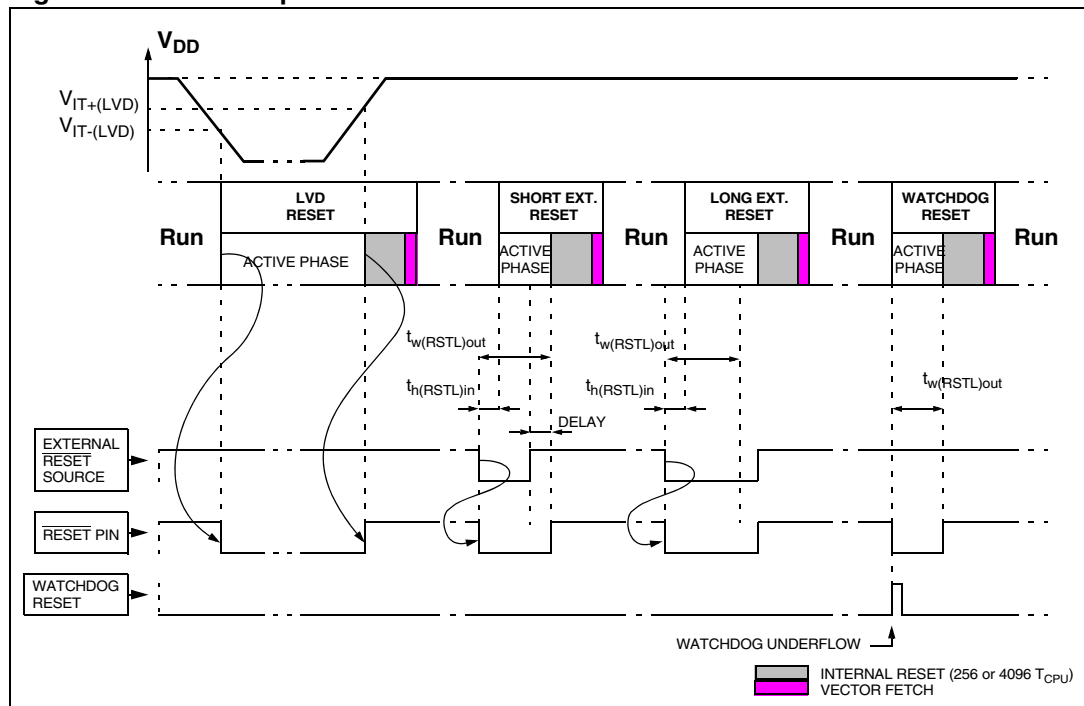 V_DD
V_IT+(LVD)
V_IT-(LVD)
LVD
RESET
SHORT EXT.
RESET
LONG EXT.
RESET
WATCHDOG
RESET
Run
Run
Run
Run
Run
ACTIVE PHASE
ACTIVE
PHASE
ACTIVE
PHASE
ACTIVE
PHASE
t_w(RSTL)out
t_w(RSTL)out
t_w(RSTL)out
t_h(RSTL)in
t_h(RSTL)in
DELAY
EXTERNAL
RESET
SOURCE
RESET PIN
WATCHDOG
RESET
WATCHDOG UNDERFLOW
INTERNAL RESET (256 or 4096 T_CPU)
VECTOR FETCH